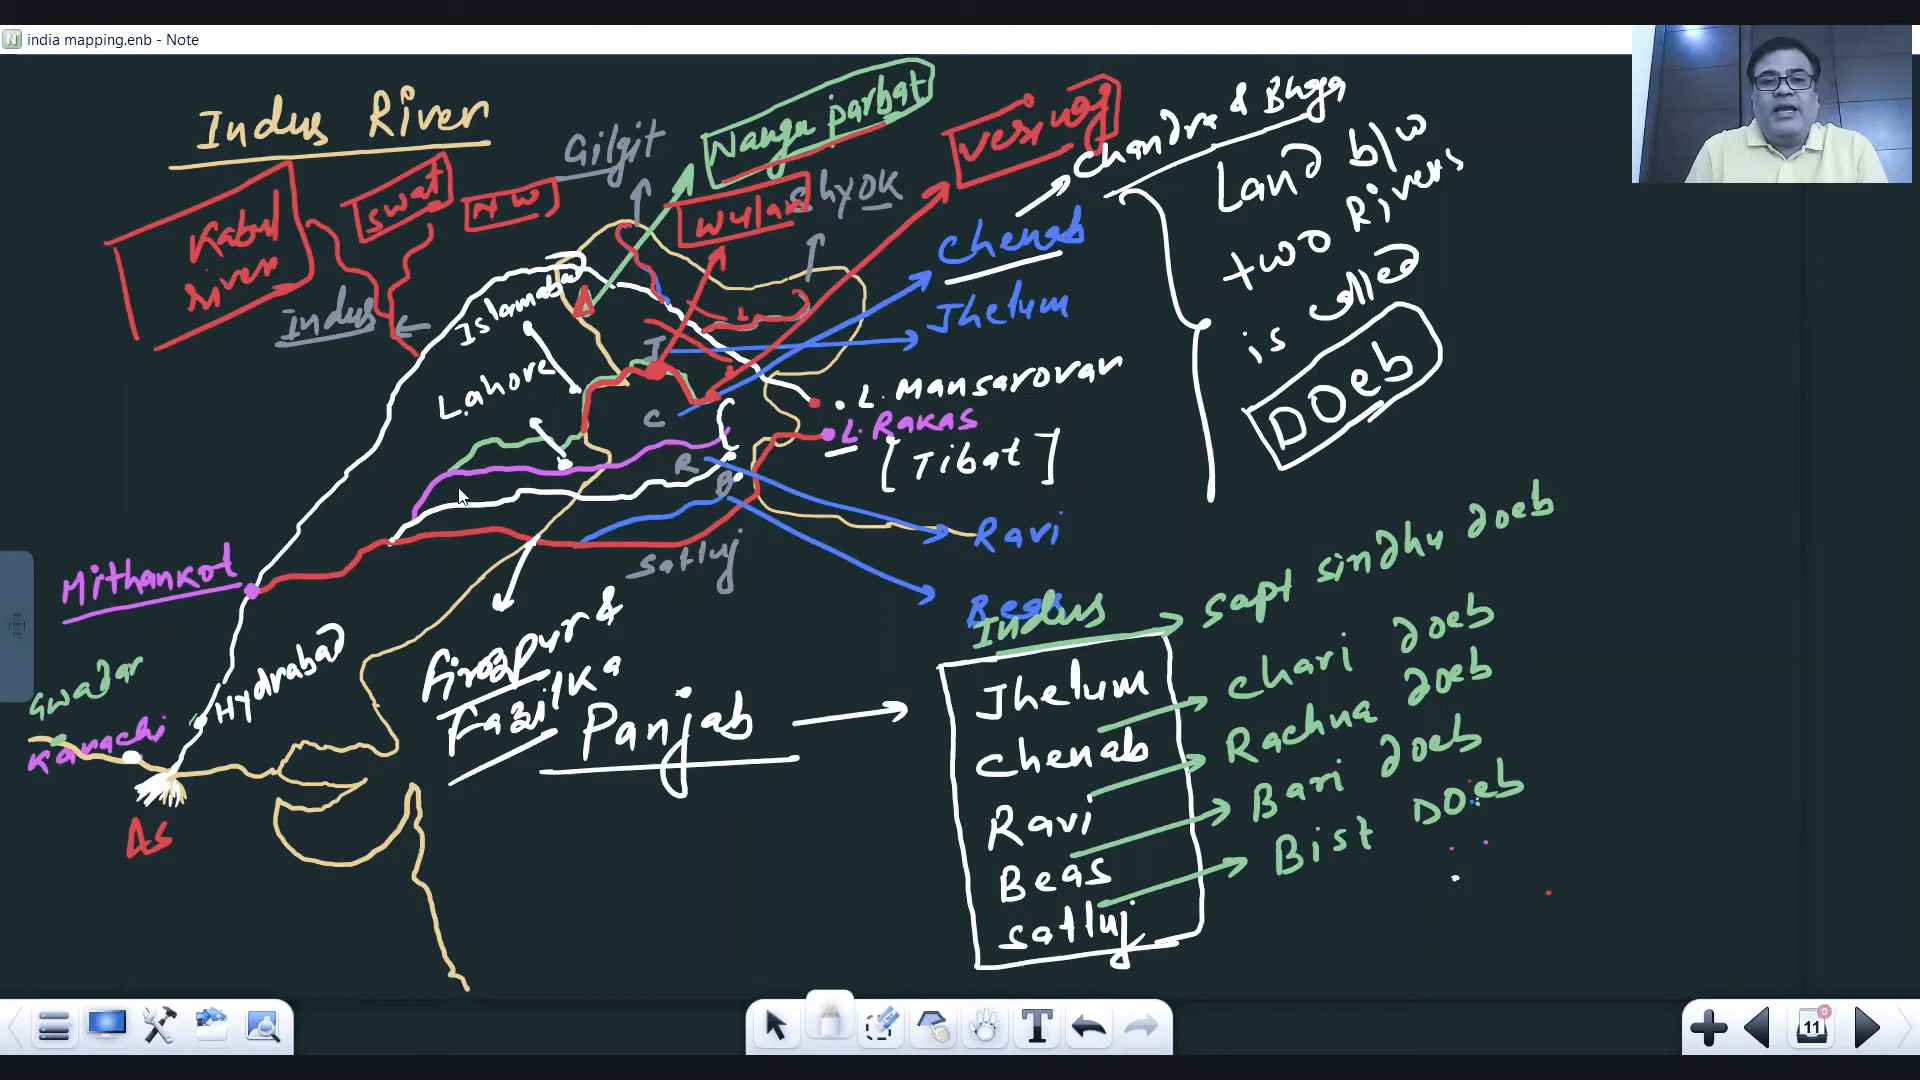 india mapping.enb - Note
Indus River
Gilgit
Nanga parbat
verinag
Chandra & Bhaga
Kabul
river
swat
NW
wular
shyok
Land b/w
two Rivers
is called
DOeb
indus
Islamabad
Lahore
Chenab
Jhelum
J
L
C
R
B
. L. Mansarovar
L. Rakas
[Tibat]
Ravi
Satluj
Beas
Mithankot
Hydrabad
Gwadar
Karachi
As
firozpur &
Fazilka
Panjab
Indus
Jhelum
Chenab
Ravi
Beas
satluj
sapt sindhu doeb
chari doeb
Rachna doeb
Bari doeb
Bist DOeb
T
11
0